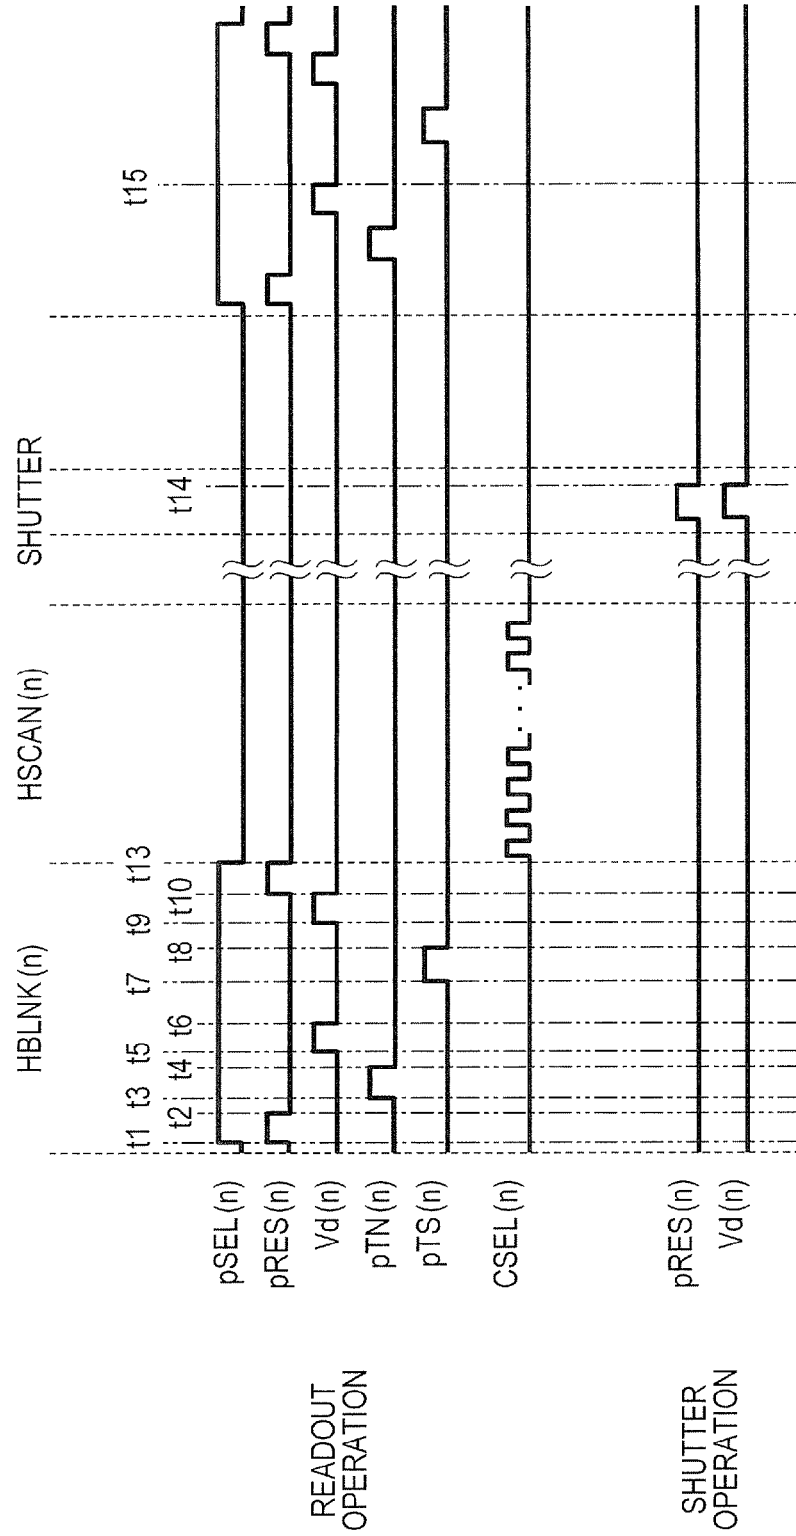 HBLNK(n)
HSCAN(n)
SHUTTER
t1
t2
t3
t4
t5
t6
t7
t8
t9
t10
t13
t14
t15
READOUT
OPERATION
pSEL(n)
pRES(n)
Vd(n)
pTN(n)
pTS(n)
CSEL(n)
SHUTTER
OPERATION
pRES(n)
Vd(n)